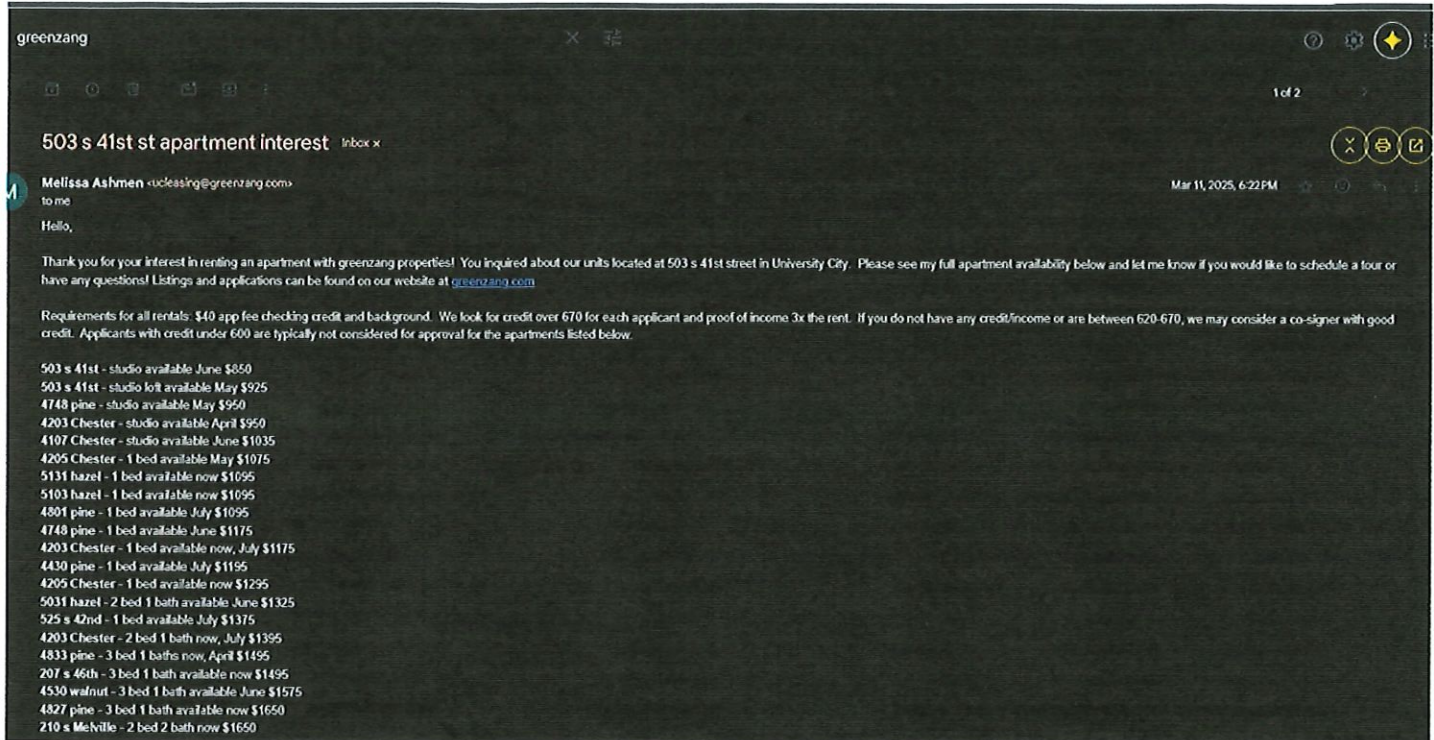 greenzang
1 of 2
503 s 41st st apartment interest Inbox x
M
Melissa Ashmen <ucleasing@greenzang.com>
Mar 11, 2025, 6:22 PM
to me
Hello,
Thank you for your interest in renting an apartment with greenzang properties! You inquired about our units located at 503 s 41st street in University City. Please see my full apartment availability below and let me know if you would like to schedule a tour or
have any questions! Listings and applications can be found on our website at greenzang.com
Requirements for all rentals: $40 app fee checking credit and background. We look for credit over 670 for each applicant and proof of income 3x the rent. If you do not have any credit/income or are between 620-670, we may consider a co-signer with good
credit. Applicants with credit under 600 are typically not considered for approval for the apartments listed below.
503 s 41st - studio available June $850
503 s 41st - studio loft available May $925
4748 pine - studio available May $950
4203 Chester - studio available April $950
4107 Chester - studio available June $1035
4205 Chester - 1 bed available May $1075
5131 hazel - 1 bed available now $1095
5103 hazel - 1 bed available now $1095
4801 pine - 1 bed available July $1095
4748 pine - 1 bed available June $1175
4203 Chester - 1 bed available now, July $1175
4430 pine - 1 bed available July $1195
4205 Chester - 1 bed available now $1295
5031 hazel - 2 bed 1 bath available June $1325
525 s 42nd - 1 bed available July $1375
4203 Chester - 2 bed 1 bath now, July $1395
4833 pine - 3 bed 1 baths now, April $1495
207 s 46th - 3 bed 1 bath available now $1495
4530 walnut - 3 bed 1 bath available June $1575
4827 pine - 3 bed 1 bath available now $1650
210 s Melville - 2 bed 2 bath now $1650